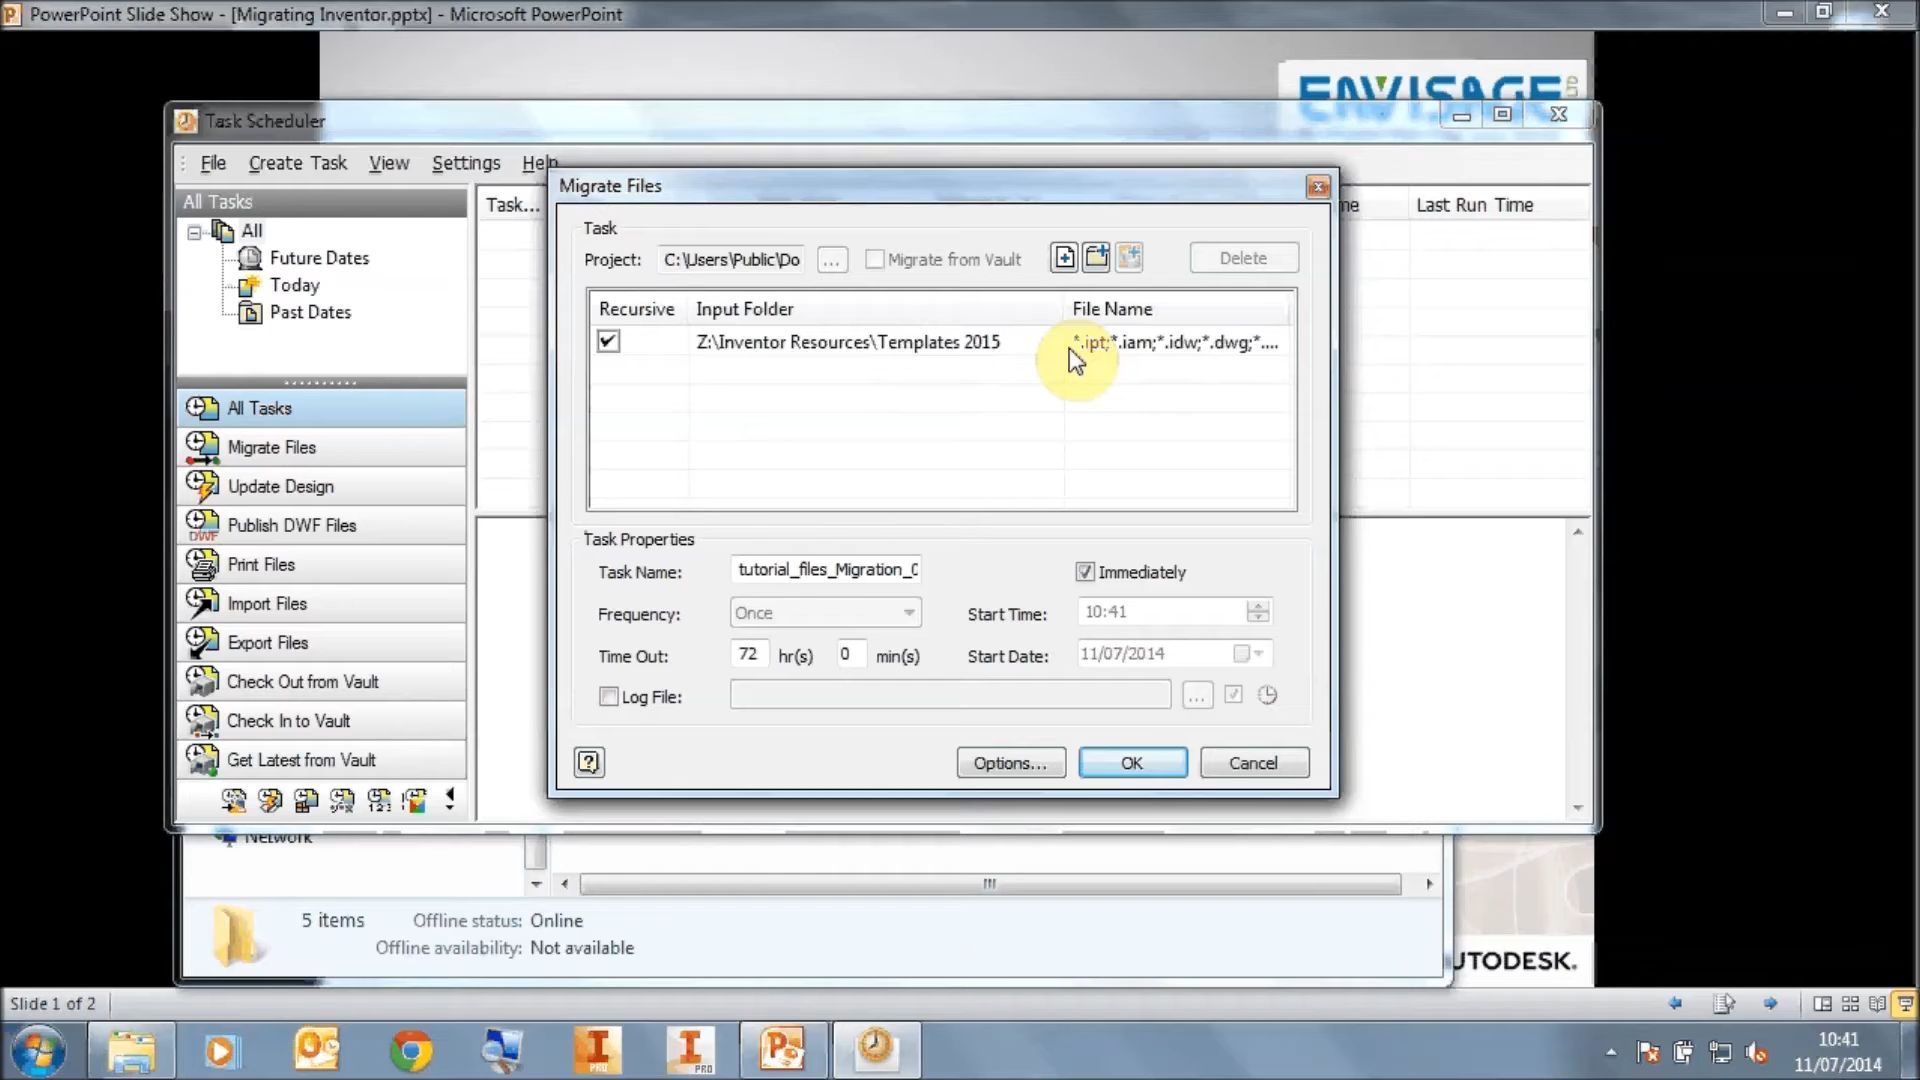 PowerPoint Slide Show - [Migrating Inventor.pptx] - Microsoft PowerPoint
ENVISAGE
Task Scheduler
File Create Task View Settings Help
Migrate Files
All Tasks
Task... Last Run Time
All
Future Dates
Today
Past Dates
Task
Project: C:\Users\Public\Do ... Migrate from Vault Delete
Recursive Input Folder File Name
Z:\Inventor Resources\Templates 2015 *.ipt;*.iam;*.idw;*.dwg;*....
All Tasks
Migrate Files
Update Design
Publish DWF Files
Print Files
Import Files
Export Files
Check Out from Vault
Check In to Vault
Get Latest from Vault
Task Properties
Task Name: tutorial_files_Migration_0 Immediately
Frequency: Once Start Time: 10:41
Time Out: 72 hr(s) 0 min(s) Start Date: 11/07/2014
Log File: ...
Options... OK Cancel
Network
5 items Offline status: Online
Offline availability: Not available
UTODESK.
Slide 1 of 2
10:41
11/07/2014